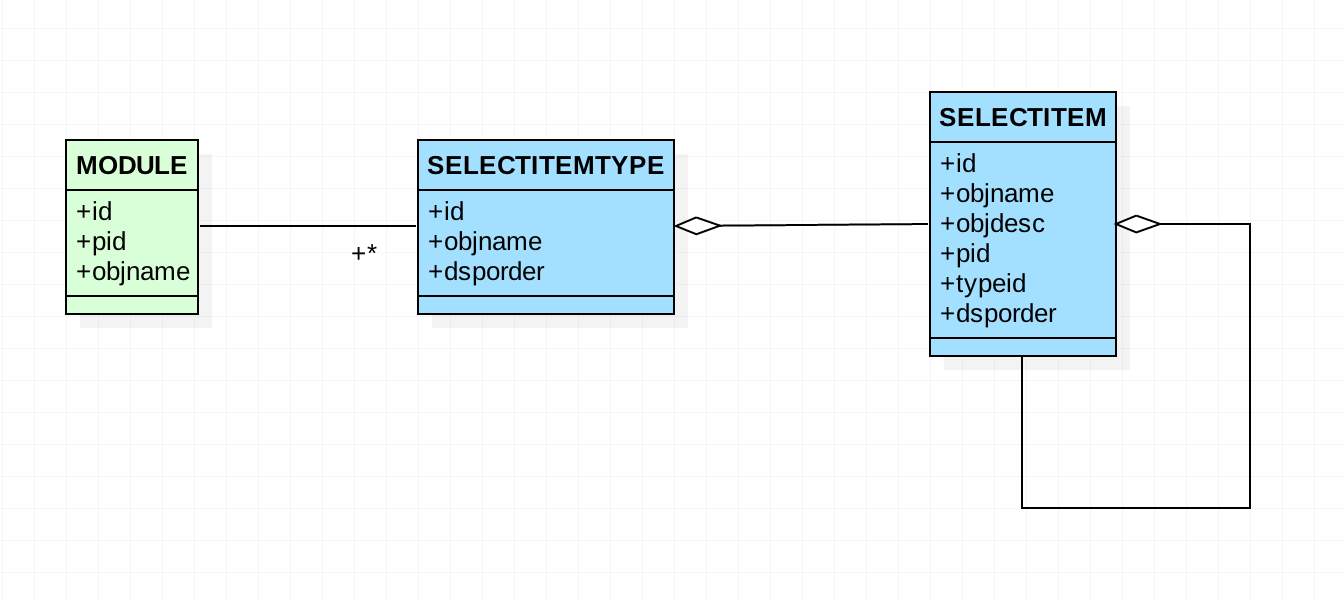 MODULE
+id
+pid
+objname
+*
SELECTITEMTYPE
+id
+objname
+dsporder
SELECTITEM
+id
+objname
+objdesc
+pid
+typeid
+dsporder